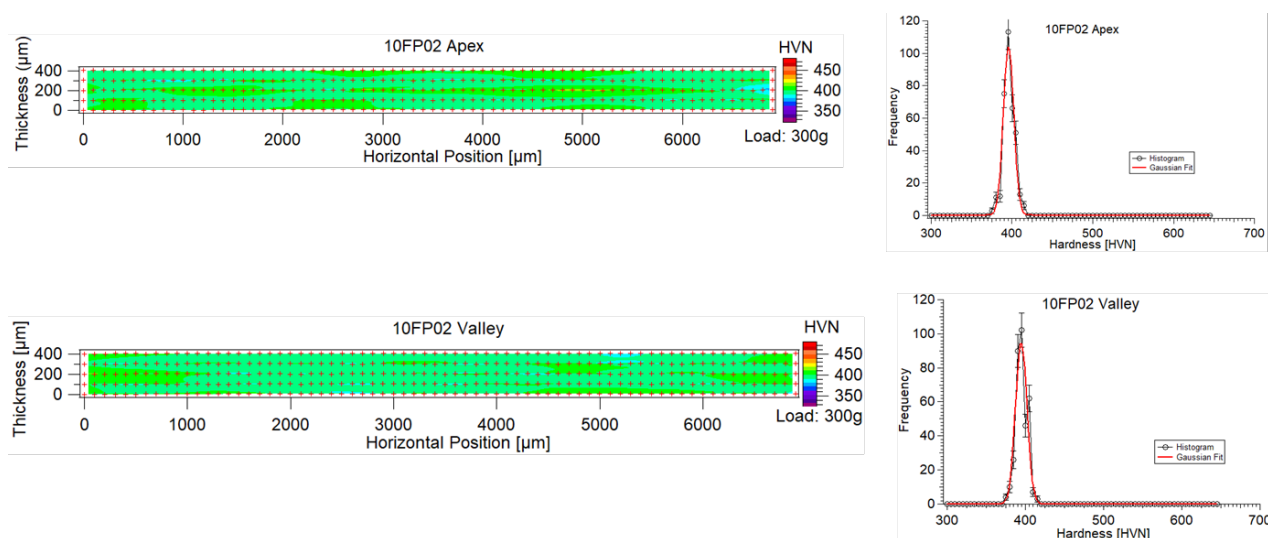 10FP02 Apex
HVN
Thickness (µm)
400
200
0
450
400
350
0
1000
2000
3000
4000
5000
6000
Load: 300g
Horizontal Position [µm]
10FP02 Apex
Frequency
120
100
80
60
40
20
0
Histogram
Gaussian Fit
300
400
500
600
700
Hardness [HVN]
10FP02 Valley
HVN
Thickness [µm]
400
200
0
450
400
350
0
1000
2000
3000
4000
5000
6000
Load: 300g
Horizontal Position [µm]
10FP02 Valley
Frequency
120
100
80
60
40
20
0
Histogram
Gaussian Fit
300
400
500
600
700
Hardness [HVN]